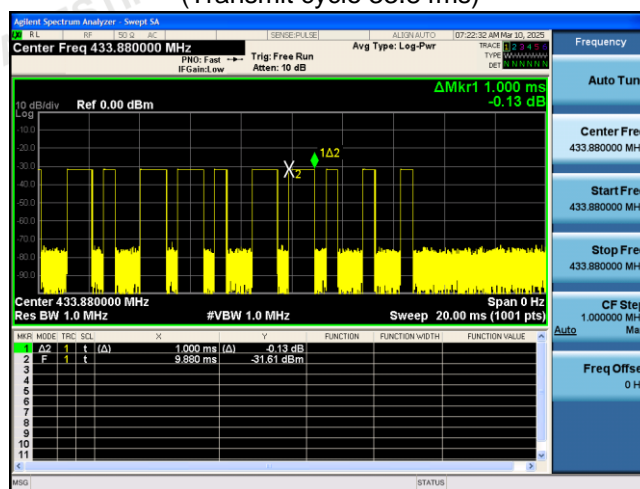 Agilent Spectrum Analyzer - Swept SA
RL RF 50 Ω AC SENSE:PULSE ALIGN AUTO 07:22:32 AM Mar 10, 2025
Center Freq 433.880000 MHz
PNO: Fast
IFGain:Low
Trig: Free Run
Atten: 10 dB
Avg Type: Log-Pwr
TRACE 1 2 3 4 5 6
TYPE WWWWWW
DET N N N N N N
Frequency
ΔMkr1 1.000 ms
-0.13 dB
10 dB/div Ref 0.00 dBm
Log
-10.0
-20.0
-30.0
-40.0
-50.0
-60.0
-70.0
-80.0
-90.0
1Δ2
X2
Center 433.880000 MHz Span 0 Hz
Res BW 1.0 MHz #VBW 1.0 MHz Sweep 20.00 ms (1001 pts)
MKR MODE TRC SCL X Y FUNCTION FUNCTION WIDTH FUNCTION VALUE
1 Δ2 1 t (Δ) 1.000 ms (Δ) -0.13 dB
2 F 1 t 9.880 ms -31.61 dBm
3
4
5
6
7
8
9
10
11
MSG STATUS
Auto Tun
Center Fre
433.880000 MH
Start Fre
433.880000 MH
Stop Fre
433.880000 MH
CF Ste
1.000000 MH
Auto Ma
Freq Offse
0 H